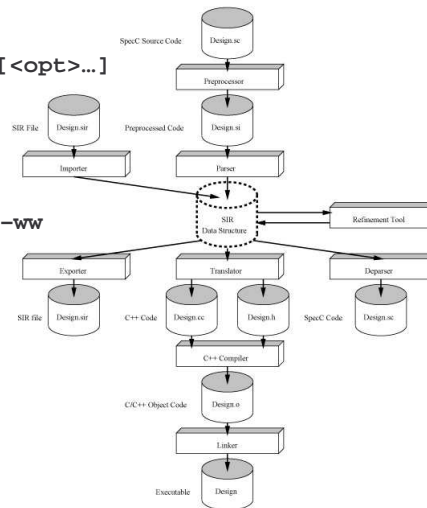 SpecC Source Code Design.sc
[<opt>…]
Preprocessor
SIR File Design.sir Preprocessed Code Design.si
Importer Parser
–ww
SIR
Data Structure
Refinement Tool
Exporter Translator Deparser
C++ Code SpecC Code
SIR file Design.sir Design.cc Design.h Design.sc
C++ Compiler
C/C++ Object Code Design.o
Linker
Executable Design